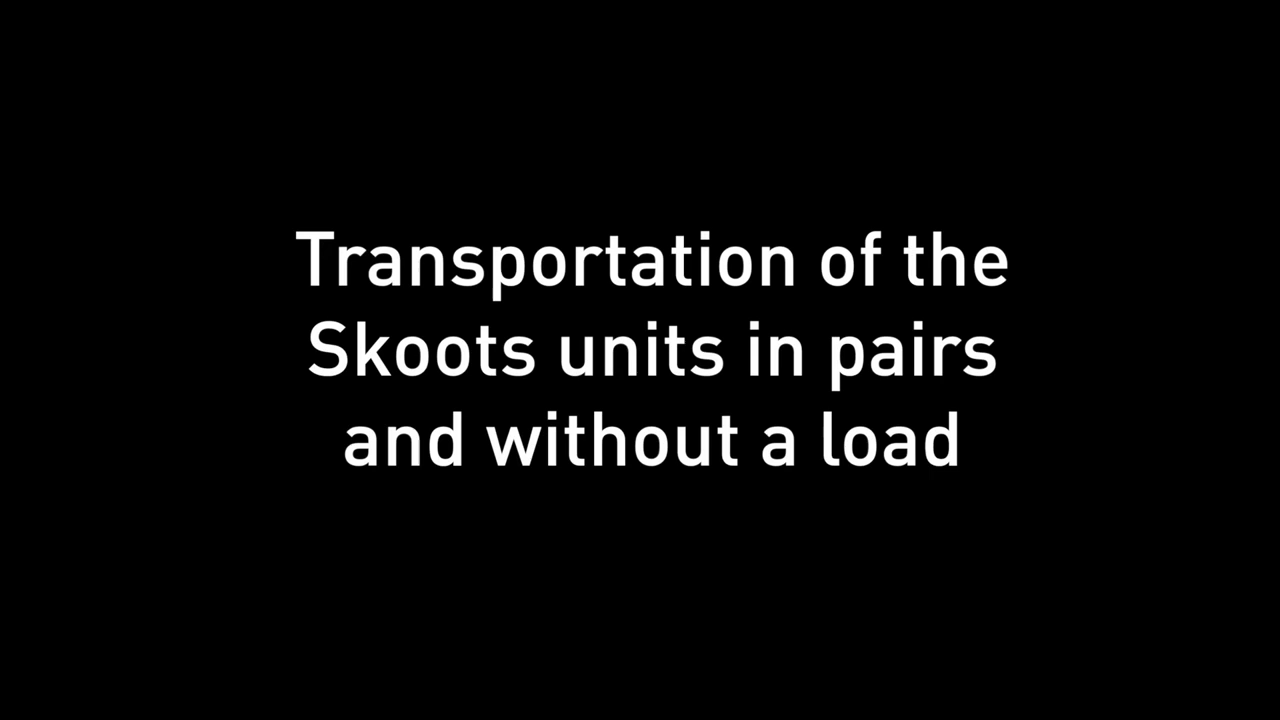 Transportation of the
Skoots units in pairs
and without a load